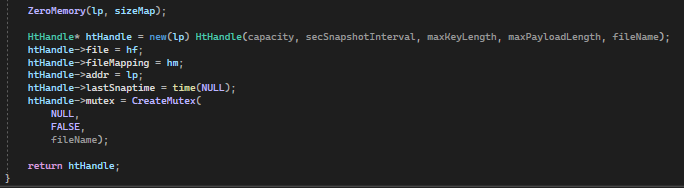 ZeroMemory(lp, sizeMap);
HtHandle* htHandle = new(lp) HtHandle(capacity, secSnapshotInterval, maxKeyLength, maxPayloadLength, fileName);
htHandle->file = hf;
htHandle->fileMapping = hm;
htHandle->addr = lp;
htHandle->lastSnaptime = time(NULL);
htHandle->mutex = CreateMutex(
NULL,
FALSE,
fileName);
return htHandle;
}